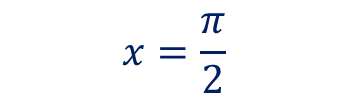 x = π/2